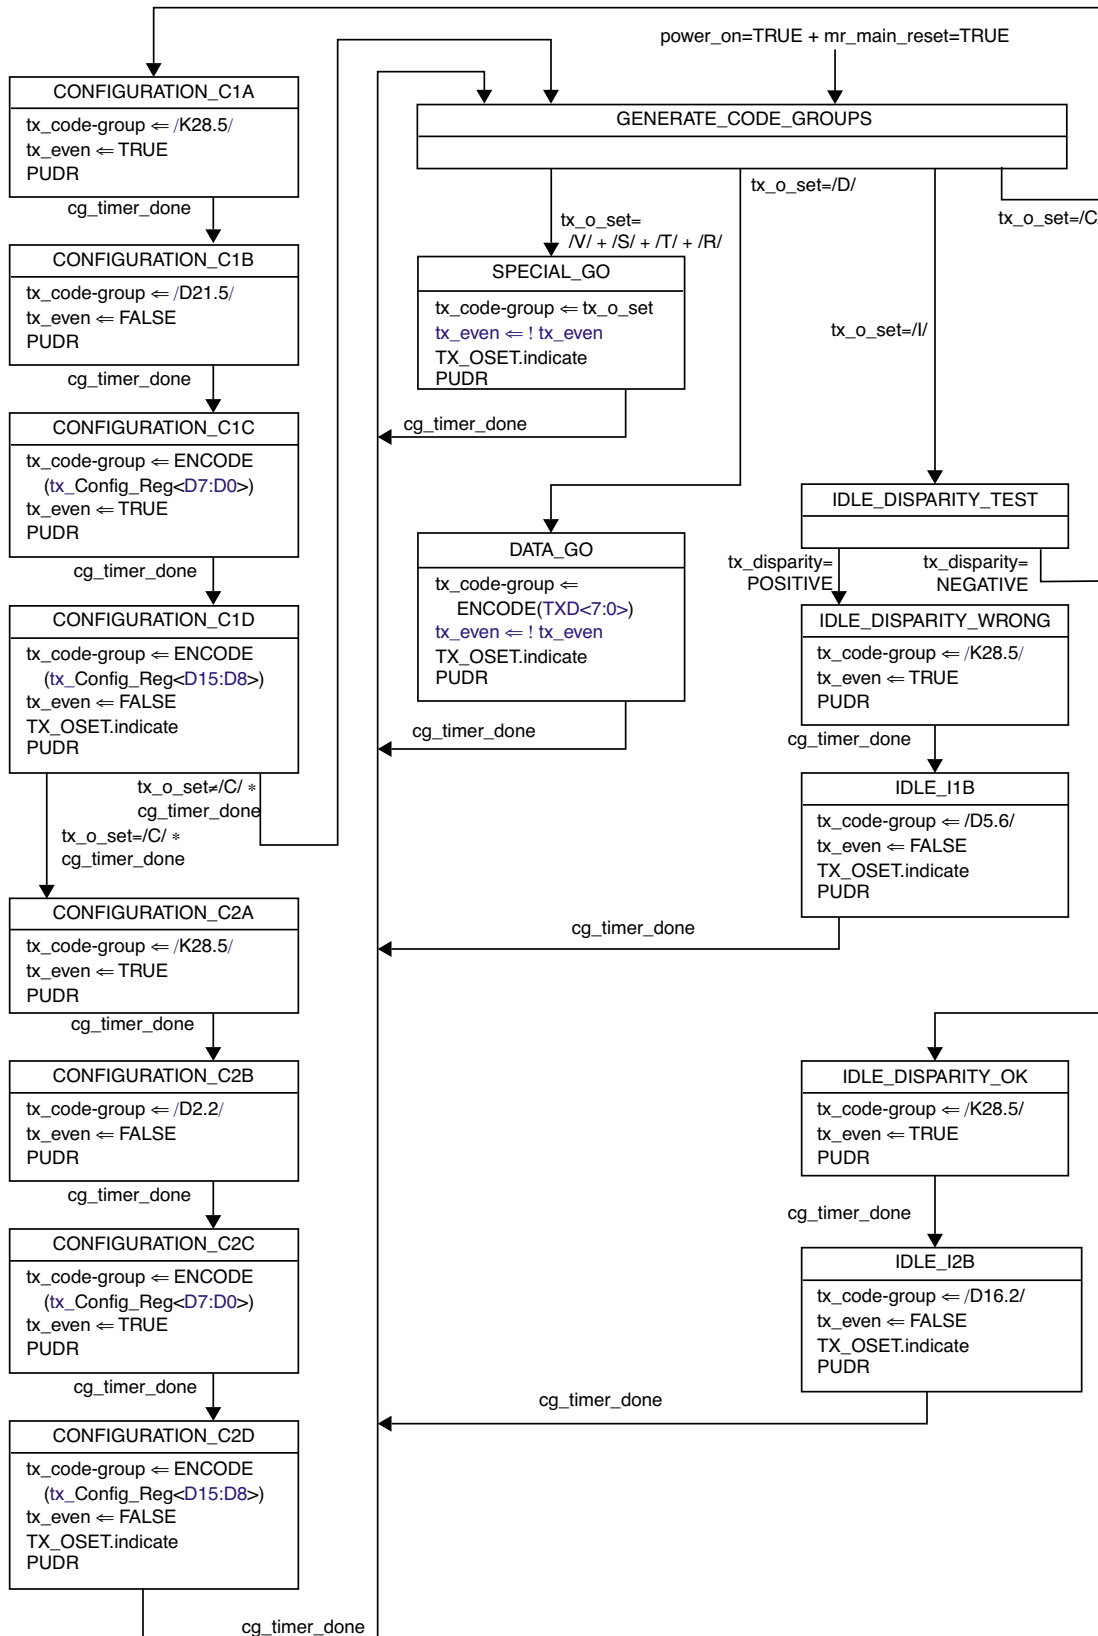 power_on=TRUE + mr_main_reset=TRUE
CONFIGURATION_C1A
tx_code-group ⇐ /K28.5/
tx_even ⇐ TRUE
PUDR
cg_timer_done
CONFIGURATION_C1B
tx_code-group ⇐ /D21.5/
tx_even ⇐ FALSE
PUDR
cg_timer_done
CONFIGURATION_C1C
tx_code-group ⇐ ENCODE
(tx_Config_Reg<D7:D0>)
tx_even ⇐ TRUE
PUDR
cg_timer_done
CONFIGURATION_C1D
tx_code-group ⇐ ENCODE
(tx_Config_Reg<D15:D8>)
tx_even ⇐ FALSE
TX_OSET.indicate
PUDR
tx_o_set≠/C/ *
cg_timer_done
tx_o_set=/C/ *
cg_timer_done
CONFIGURATION_C2A
tx_code-group ⇐ /K28.5/
tx_even ⇐ TRUE
PUDR
cg_timer_done
CONFIGURATION_C2B
tx_code-group ⇐ /D2.2/
tx_even ⇐ FALSE
PUDR
cg_timer_done
CONFIGURATION_C2C
tx_code-group ⇐ ENCODE
(tx_Config_Reg<D7:D0>)
tx_even ⇐ TRUE
PUDR
cg_timer_done
CONFIGURATION_C2D
tx_code-group ⇐ ENCODE
(tx_Config_Reg<D15:D8>)
tx_even ⇐ FALSE
TX_OSET.indicate
PUDR
cg_timer_done
GENERATE_CODE_GROUPS
tx_o_set=/D/
tx_o_set=/C
tx_o_set=
/V/ + /S/ + /T/ + /R/
SPECIAL_GO
tx_code-group ⇐ tx_o_set
tx_even ⇐ ! tx_even
TX_OSET.indicate
PUDR
cg_timer_done
DATA_GO
tx_code-group ⇐
ENCODE(TXD<7:0>)
tx_even ⇐ ! tx_even
TX_OSET.indicate
PUDR
cg_timer_done
tx_o_set=/I/
IDLE_DISPARITY_TEST
tx_disparity=
POSITIVE
tx_disparity=
NEGATIVE
IDLE_DISPARITY_WRONG
tx_code-group ⇐ /K28.5/
tx_even ⇐ TRUE
PUDR
cg_timer_done
IDLE_I1B
tx_code-group ⇐ /D5.6/
tx_even ⇐ FALSE
TX_OSET.indicate
PUDR
cg_timer_done
IDLE_DISPARITY_OK
tx_code-group ⇐ /K28.5/
tx_even ⇐ TRUE
PUDR
cg_timer_done
IDLE_I2B
tx_code-group ⇐ /D16.2/
tx_even ⇐ FALSE
TX_OSET.indicate
PUDR
cg_timer_done